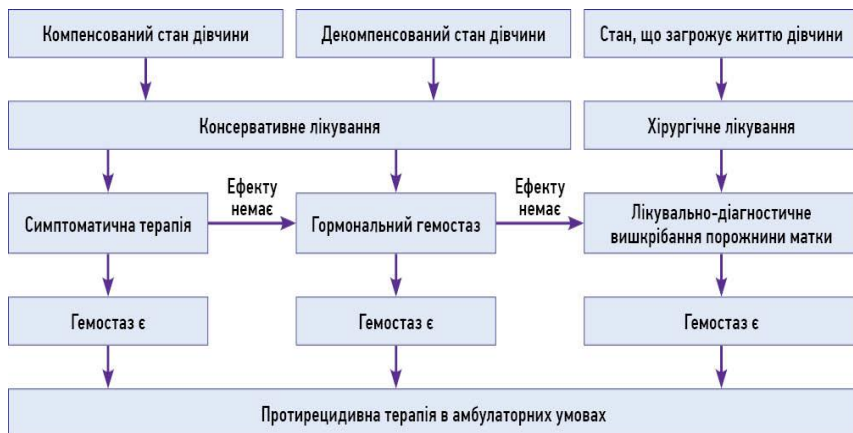 Компенсований стан дівчини
Декомпенсований стан дівчини
Стан, що загрожує життю дівчини
Консервативне лікування
Хірургічне лікування
Симптоматична терапія
Ефекту
немає
Гормональний гемостаз
Ефекту
немає
Лікувально-діагностичне
вишкрібання порожнини матки
Гемостаз є
Гемостаз є
Гемостаз є
Протирецидивна терапія в амбулаторних умовах